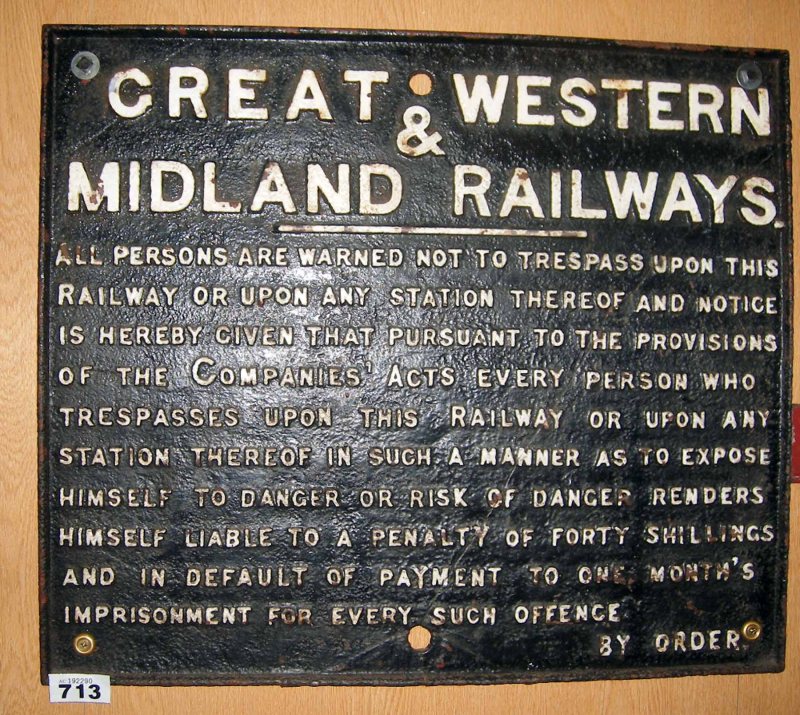 GREAT & WESTERN
MIDLAND RAILWAYS.
ALL PERSONS ARE WARNED NOT TO TRESPASS UPON THIS
RAILWAY OR UPON ANY STATION THEREOF AND NOTICE
IS HEREBY GIVEN THAT PURSUANT TO THE PROVISIONS
OF THE COMPANIES' ACTS EVERY PERSON WHO
TRESPASSES UPON THIS RAILWAY OR UPON ANY
STATION THEREOF IN SUCH A MANNER AS TO EXPOSE
HIMSELF TO DANGER OR RISK OF DANGER RENDERS
HIMSELF LIABLE TO A PENALTY OF FORTY SHILLINGS
AND IN DEFAULT OF PAYMENT TO ONE MONTH'S
IMPRISONMENT FOR EVERY SUCH OFFENCE
BY ORDER.
AC 192290
713